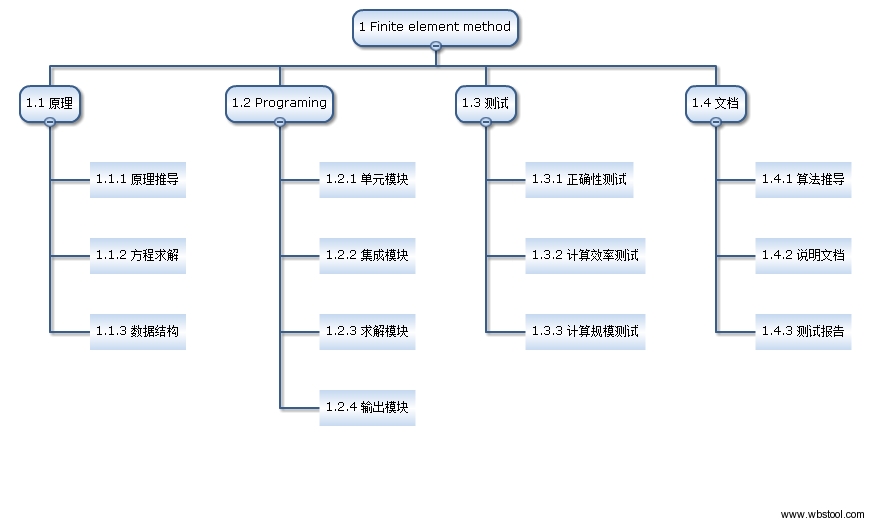 1 Finite element method
1.1 原理
1.2 Programing
1.3 测试
1.4 文档
1.1.1 原理推导
1.2.1 单元模块
1.3.1 正确性测试
1.4.1 算法推导
1.1.2 方程求解
1.2.2 集成模块
1.3.2 计算效率测试
1.4.2 说明文档
1.1.3 数据结构
1.2.3 求解模块
1.3.3 计算规模测试
1.4.3 测试报告
1.2.4 输出模块
www.wbstool.com